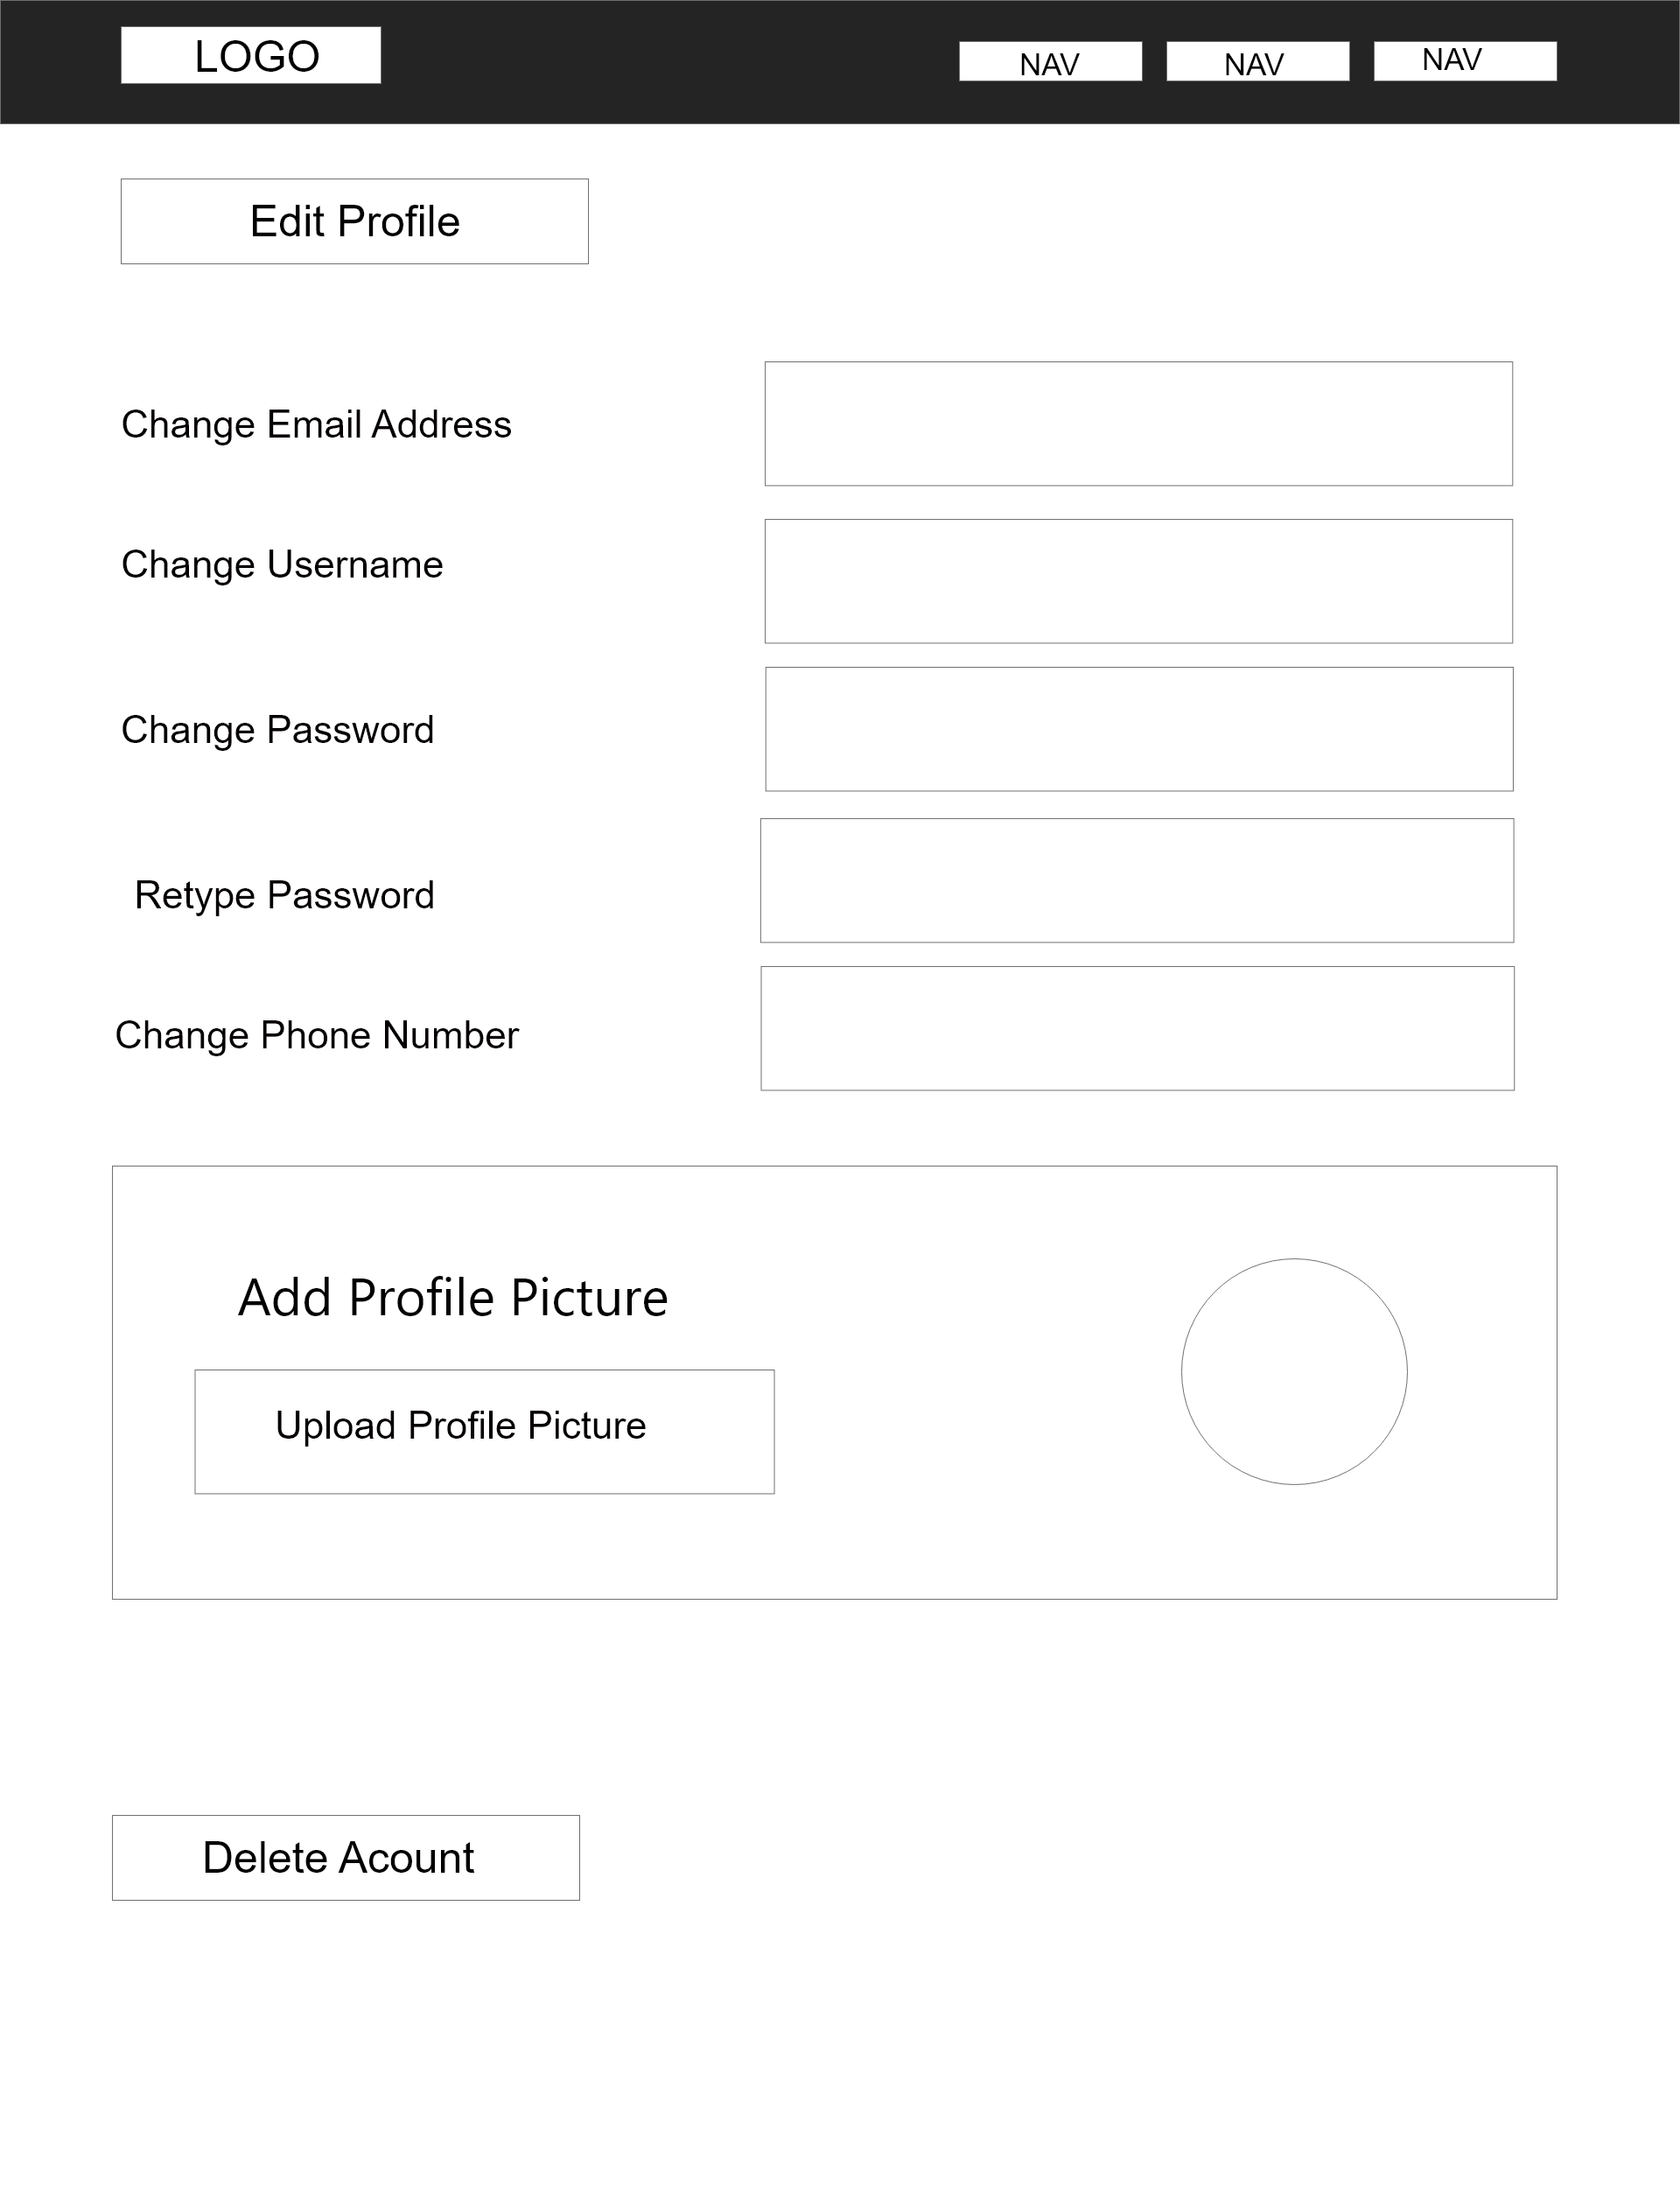 LOGO
NAV
NAV
NAV
Edit Profile
Change Email Address
Change Username
Change Password
Retype Password
Change Phone Number
Add Profile Picture
Upload Profile Picture
Delete Acount